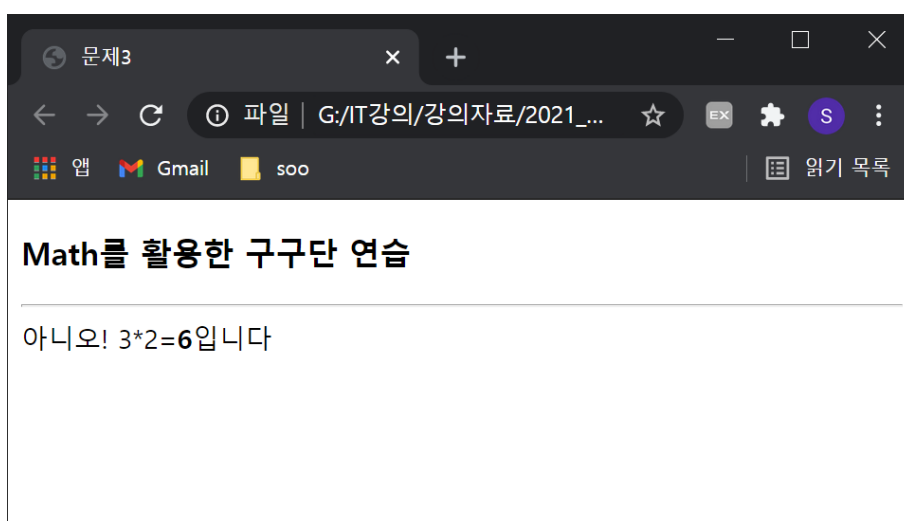 문제3
파일 G:/IT강의/강의자료/2021_...
EX
S
앱 Gmail soo 읽기 목록
Math를 활용한 구구단 연습
아니오! 3*2=6입니다